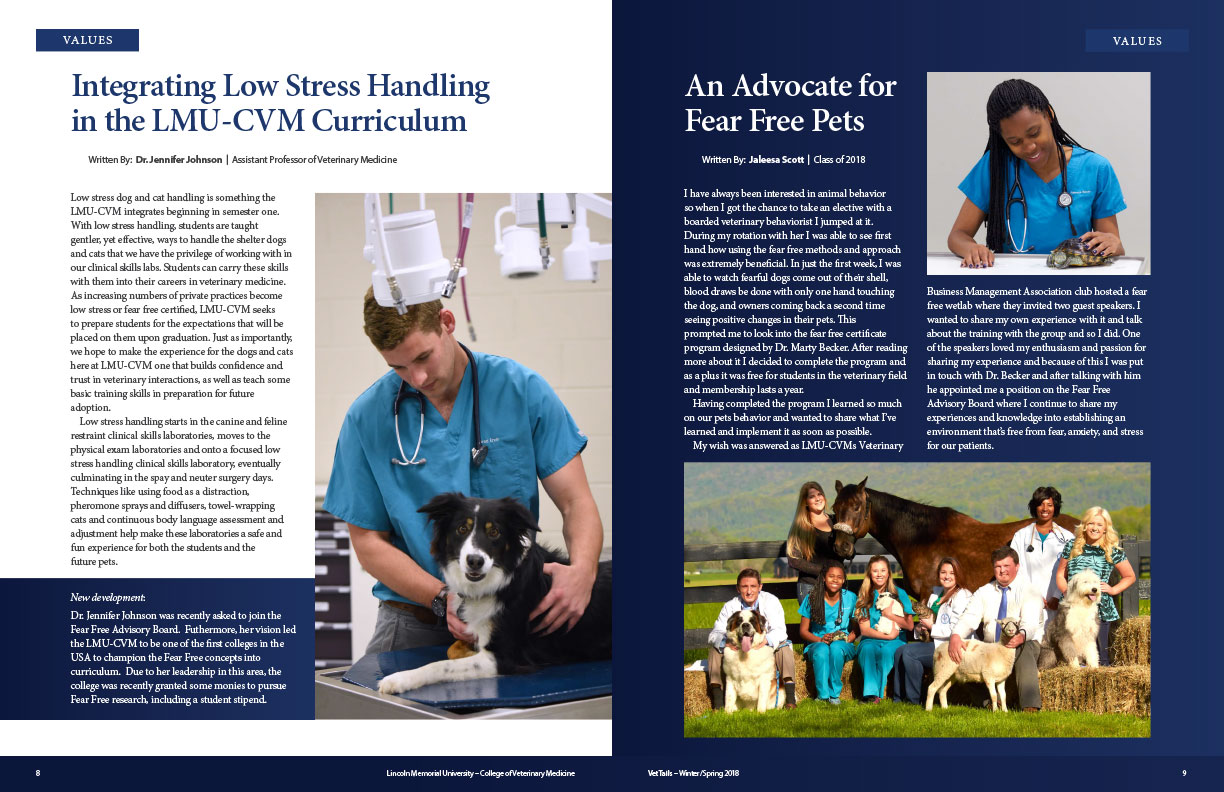 VALUES
Integrating Low Stress Handling
in the LMU-CVM Curriculum
Written By: Dr. Jennifer Johnson | Assistant Professor of Veterinary Medicine
Low stress dog and cat handling is something the
LMU-CVM integrates beginning in semester one.
With low stress handling, students are taught
gentler, yet effective, ways to handle the shelter dogs
and cats that we have the privilege of working with in
our clinical skills labs. Students can carry these skills
with them into their careers in veterinary medicine.
As increasing numbers of private practices become
low stress or fear free certified, LMU-CVM seeks
to prepare students for the expectations that will be
placed on them upon graduation. Just as importantly,
we hope to make the experience for the dogs and cats
here at LMU-CVM one that builds confidence and
trust in veterinary interactions, as well as teach some
basic training skills in preparation for future
adoption.
Low stress handling starts in the canine and feline
restraint clinical skills laboratories, moves to the
physical exam laboratories and onto a focused low
stress handling clinical skills laboratory, eventually
culminating in the spay and neuter surgery days.
Techniques like using food as a distraction,
pheromone sprays and diffusers, towel-wrapping
cats and continuous body language assessment and
adjustment help make these laboratories a safe and
fun experience for both the students and the
future pets.
New development:
Dr. Jennifer Johnson was recently asked to join the
Fear Free Advisory Board. Futhermore, her vision led
the LMU-CVM to be one of the first colleges in the
USA to champion the Fear Free concepts into
curriculum. Due to her leadership in this area, the
college was recently granted some monies to pursue
Fear Free research, including a student stipend.
8
Lincoln Memorial University – College of Veterinary Medicine
VALUES
An Advocate for
Fear Free Pets
Written By: Jaleesa Scott | Class of 2018
I have always been interested in animal behavior
so when I got the chance to take an elective with a
boarded veterinary behaviorist I jumped at it.
During my rotation with her I was able to see first
hand how using the fear free methods and approach
was extremely beneficial. In just the first week, I was
able to watch fearful dogs come out of their shell,
blood draws be done with only one hand touching
the dog, and owners coming back a second time
seeing positive changes in their pets. This
prompted me to look into the fear free certificate
program designed by Dr. Marty Becker. After reading
more about it I decided to complete the program and
as a plus it was free for students in the veterinary field
and membership lasts a year.
Having completed the program I learned so much
on our pets behavior and wanted to share what I've
learned and implement it as soon as possible.
My wish was answered as LMU-CVMs Veterinary
Business Management Association club hosted a fear
free wetlab where they invited two guest speakers. I
wanted to share my own experience with it and talk
about the training with the group and so I did. One
of the speakers loved my enthusiasm and passion for
sharing my experience and because of this I was put
in touch with Dr. Becker and after talking with him
he appointed me a position on the Fear Free
Advisory Board where I continue to share my
experiences and knowledge into establishing an
environment that's free from fear, anxiety, and stress
for our patients.
Vet Tails – Winter/Spring 2018
9